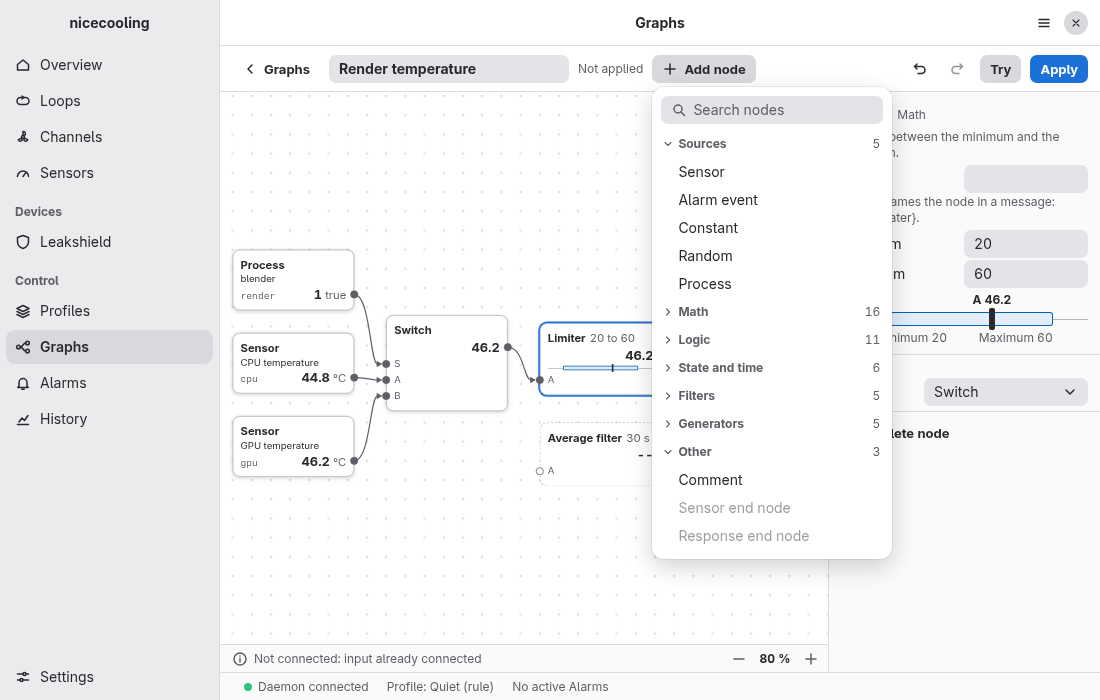 nicecooling
Graphs
Overview
Loops
Channels
Sensors
Devices
Leakshield
Control
Profiles
Graphs
Alarms
History
Settings
Graphs
Render temperature
Not applied
Add node
Try
Apply
Search nodes
Sources 5
Sensor
Alarm event
Constant
Random
Process
Math 16
Logic 11
State and time 6
Filters 5
Generators 5
Other 3
Comment
Sensor end node
Response end node
Process
blender
render 1 true
Sensor
CPU temperature
cpu 44.8 °C
Sensor
GPU temperature
gpu 46.2 °C
Switch
46.2
S
A
B
Limiter 20 to 60
46.2
A
Average filter 30 s
--
A
Math
between the minimum and the
n.
ames the node in a message:
ater}.
m 20
m 60
A 46.2
nimum 20 Maximum 60
Switch
lete node
Not connected: input already connected
80 %
Daemon connected Profile: Quiet (rule) No active Alarms